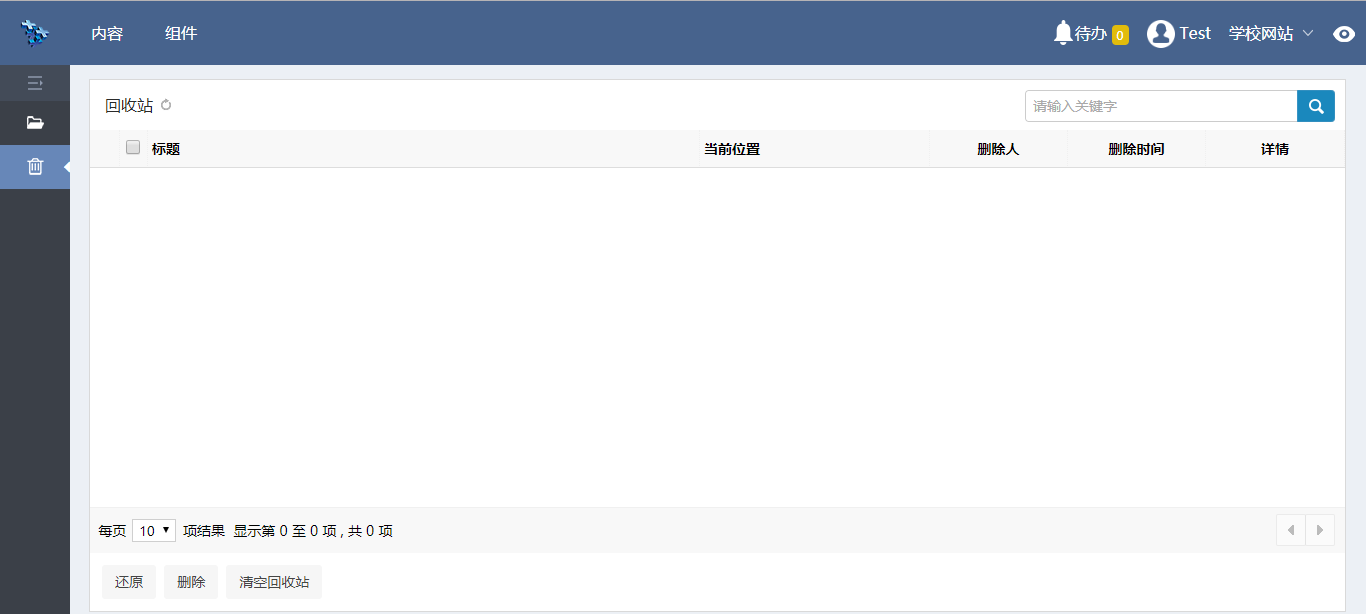 内容 组件 待办 0 Test 学校网站
回收站 请输入关键字
标题 当前位置 删除人 删除时间 详情
每页 10 项结果 显示第 0 至 0 项 , 共 0 项
还原 删除 清空回收站